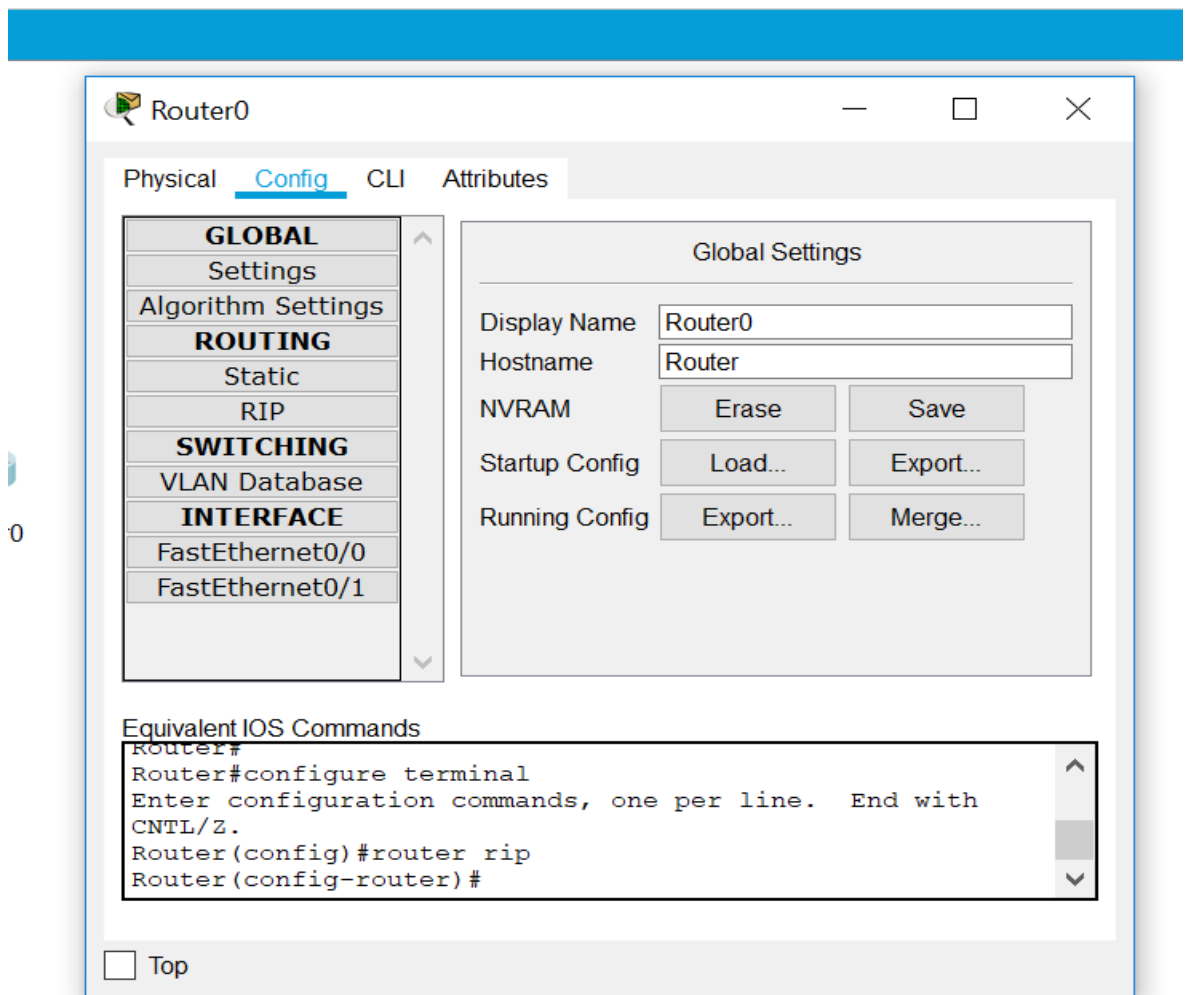 Router0
Physical Config CLI Attributes
GLOBAL
Settings
Algorithm Settings
ROUTING
Static
RIP
SWITCHING
VLAN Database
INTERFACE
FastEthernet0/0
FastEthernet0/1
Global Settings
Display Name Router0
Hostname Router
NVRAM Erase Save
Startup Config Load... Export...
Running Config Export... Merge...
Equivalent IOS Commands
Router#
Router#configure terminal
Enter configuration commands, one per line. End with
CNTL/Z.
Router(config)#router rip
Router(config-router)#
Top